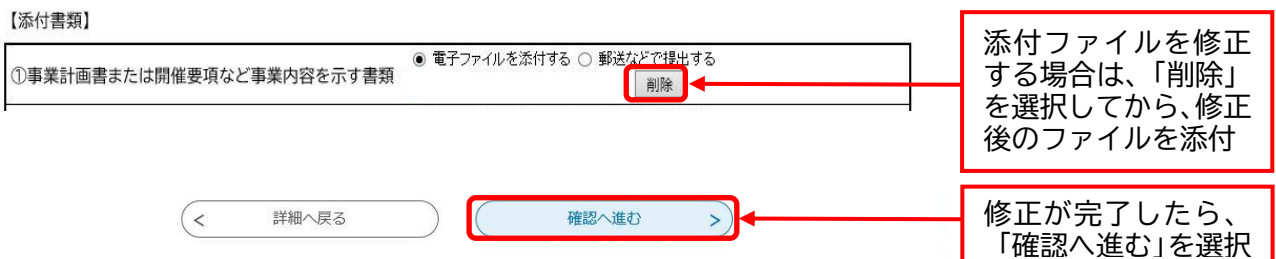 【添付書類】
①事業計画書または開催要項など事業内容を示す書類
電子ファイルを添付する 郵送などで提出する
削除
添付ファイルを修正
する場合は、「削除」
を選択してから、修正
後のファイルを添付
< 詳細へ戻る
確認へ進む >
修正が完了したら、
「確認へ進む」を選択